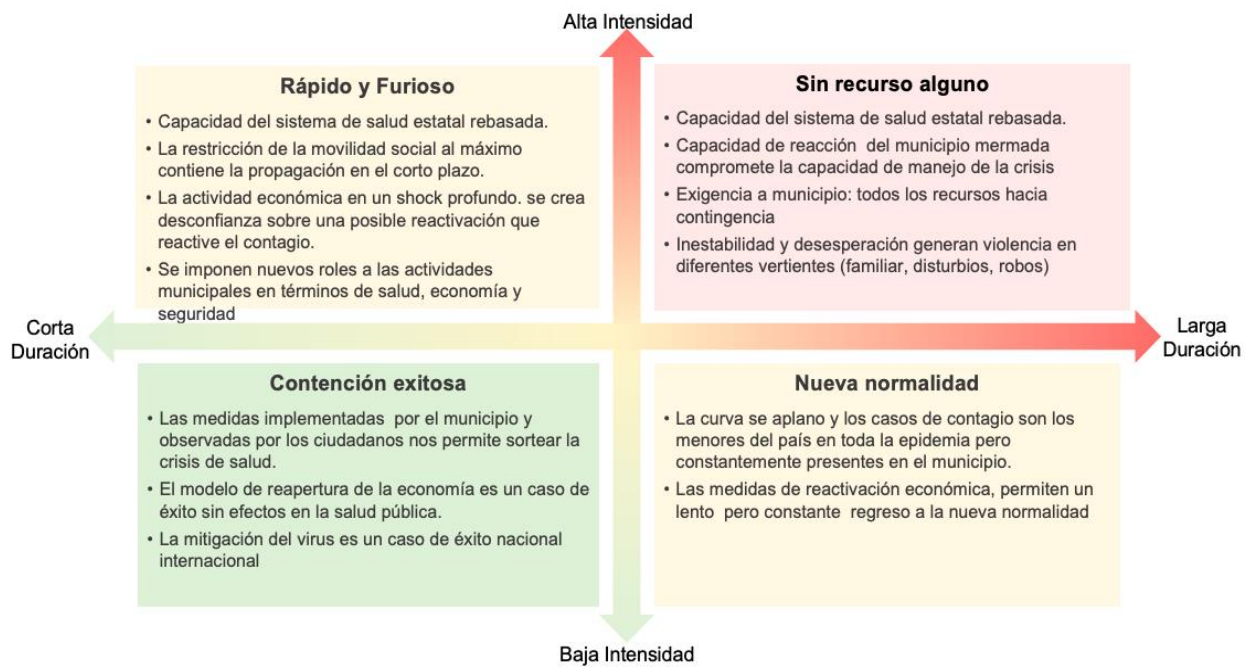 Alta Intensidad
Rápido y Furioso
• Capacidad del sistema de salud estatal rebasada.
• La restricción de la movilidad social al máximo
contiene la propagación en el corto plazo.
• La actividad económica en un shock profundo. se crea
desconfianza sobre una posible reactivación que
reactive el contagio.
• Se imponen nuevos roles a las actividades
municipales en términos de salud, economía y
seguridad
Sin recurso alguno
• Capacidad del sistema de salud estatal rebasada.
• Capacidad de reacción del municipio mermada
compromete la capacidad de manejo de la crisis
• Exigencia a municipio: todos los recursos hacia
contingencia
• Inestabilidad y desesperación generan violencia en
diferentes vertientes (familiar, disturbios, robos)
Corta
Duración
Larga
Duración
Contención exitosa
• Las medidas implementadas por el municipio y
observadas por los ciudadanos nos permite sortear la
crisis de salud.
• El modelo de reapertura de la economía es un caso de
éxito sin efectos en la salud pública.
• La mitigación del virus es un caso de éxito nacional
internacional
Nueva normalidad
• La curva se aplano y los casos de contagio son los
menores del país en toda la epidemia pero
constantemente presentes en el municipio.
• Las medidas de reactivación económica, permiten un
lento pero constante regreso a la nueva normalidad
Baja Intensidad